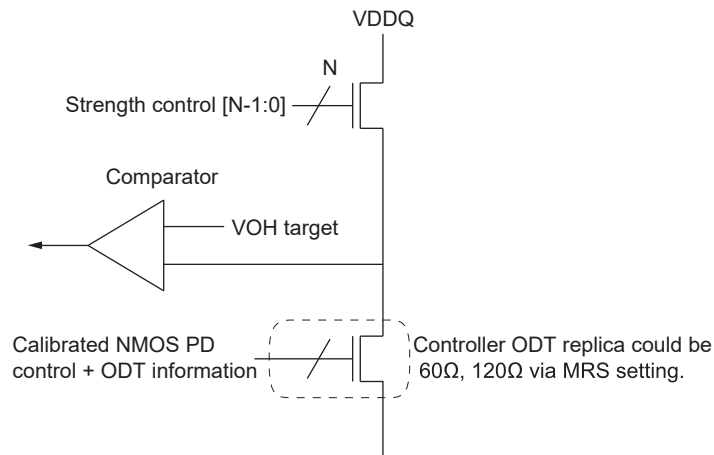 VDDQ
N
Strength control [N-1:0]
Comparator
VOH target
Calibrated NMOS PD
control + ODT information
Controller ODT replica could be
60Ω, 120Ω via MRS setting.